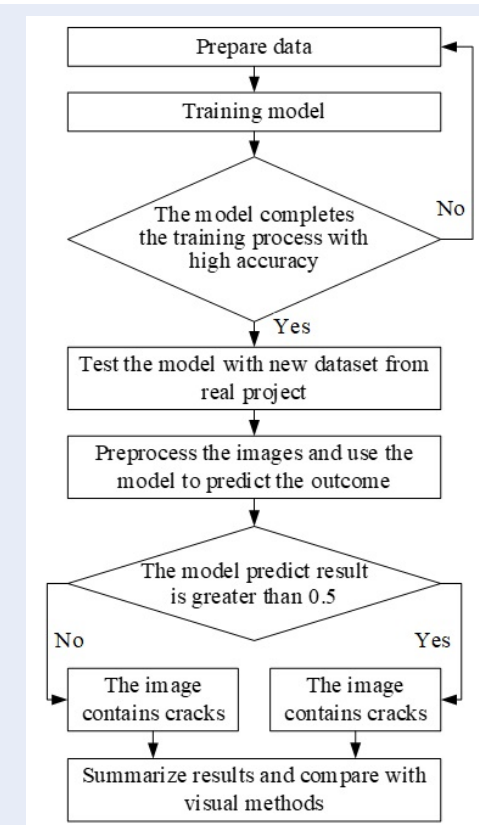 Prepare data
Training model
The model completes
the training process with
high accuracy
No
Yes
Test the model with new dataset from
real project
Preprocess the images and use the
model to predict the outcome
The model predict result
is greater than 0.5
No
Yes
The image
contains cracks
The image
contains cracks
Summarize results and compare with
visual methods